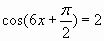 cos(6x + π/2) = 2